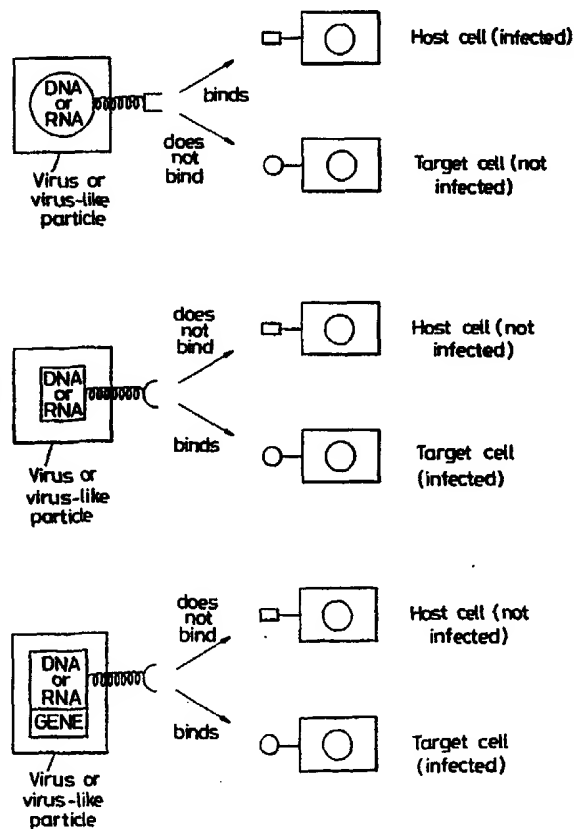 Host cell (infected)
DNA
or
RNA
binds
does
not
bind
Virus or
virus-like
particle
Target cell (not
infected)
does
not
bind
Host cell (not
infected)
DNA
or
RNA
binds
Virus or
virus-like
particle
Target cell
(infected)
does
not
bind
Host cell (not
infected)
DNA
or
RNA
GENE
binds
Virus or
virus-like
particle
Target cell
(infected)